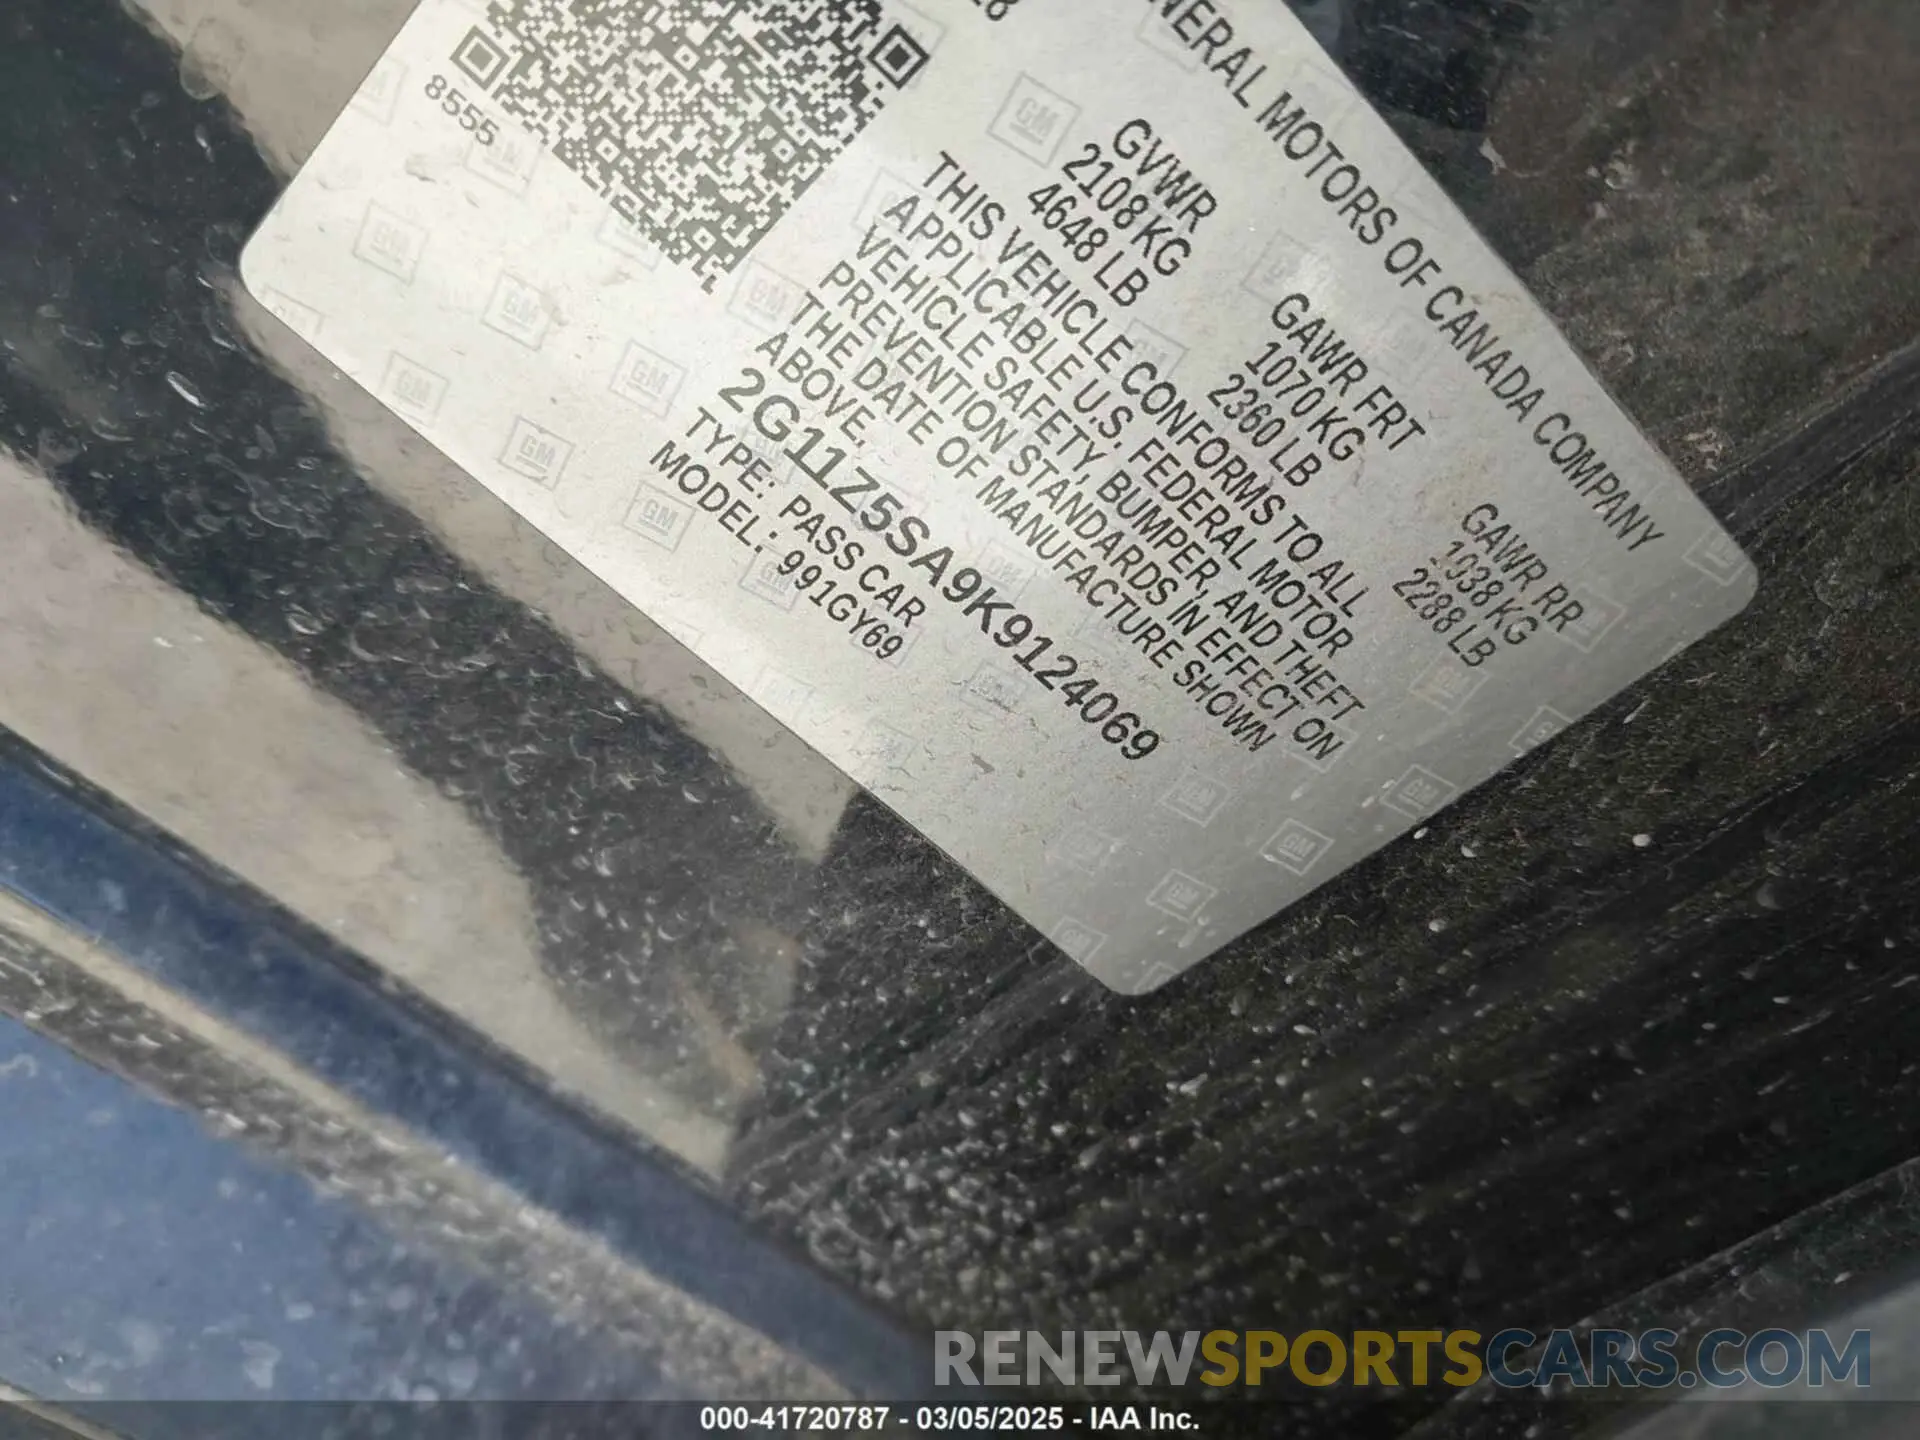 GENERAL MOTORS OF CANADA COMPANY
GVWR
2108 KG
4648 LB
GAWR FRT
1070 KG
2360 LB
GAWR RR
1038 KG
2288 LB
THIS VEHICLE CONFORMS TO ALL
APPLICABLE U.S. FEDERAL MOTOR
VEHICLE SAFETY, BUMPER, AND THEFT
PREVENTION STANDARDS IN EFFECT ON
THE DATE OF MANUFACTURE SHOWN
ABOVE.
2G11Z5SA9K9124069
TYPE: PASS CAR
MODEL: 991GY69
8555
GM
RENEWSPORTSCARS.COM
000-41720787 - 03/05/2025 - IAA Inc.